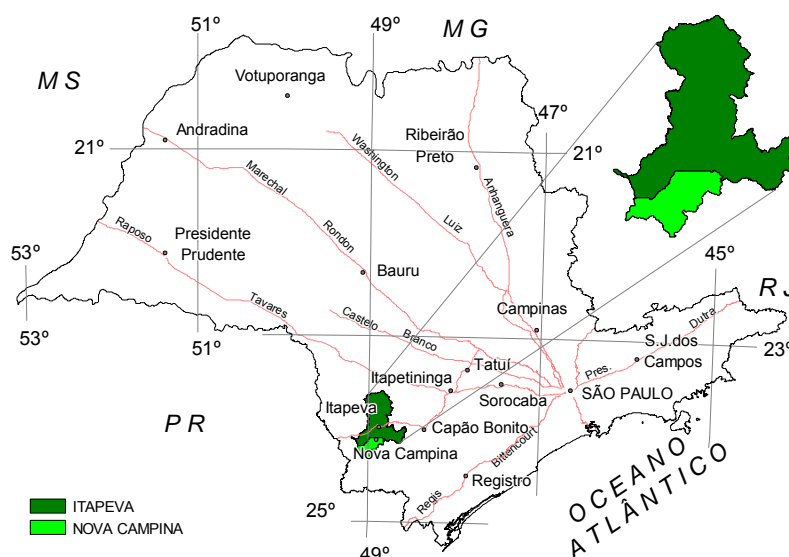 51º
49º
M G
M S
Votuporanga
47º
Andradina
Ribeirão
Preto
21º
21º
Washington
Luiz
Anhanguera
Marechal
Rondon
Raposo
Tavares
Presidente
Prudente
Bauru
53º
53º
51º
45º
R J
Campinas
Castelo
Branco
Dutra
Pres.
S.J.dos
Campos
23º
Tatuí
Itapetininga
Sorocaba
SÃO PAULO
Itapeva
P R
Capão Bonito
Nova Campina
Bittencourt
Regis
Registro
25º
49º
47º
OCEANO
ATLÂNTICO
45º
ITAPEVA
NOVA CAMPINA